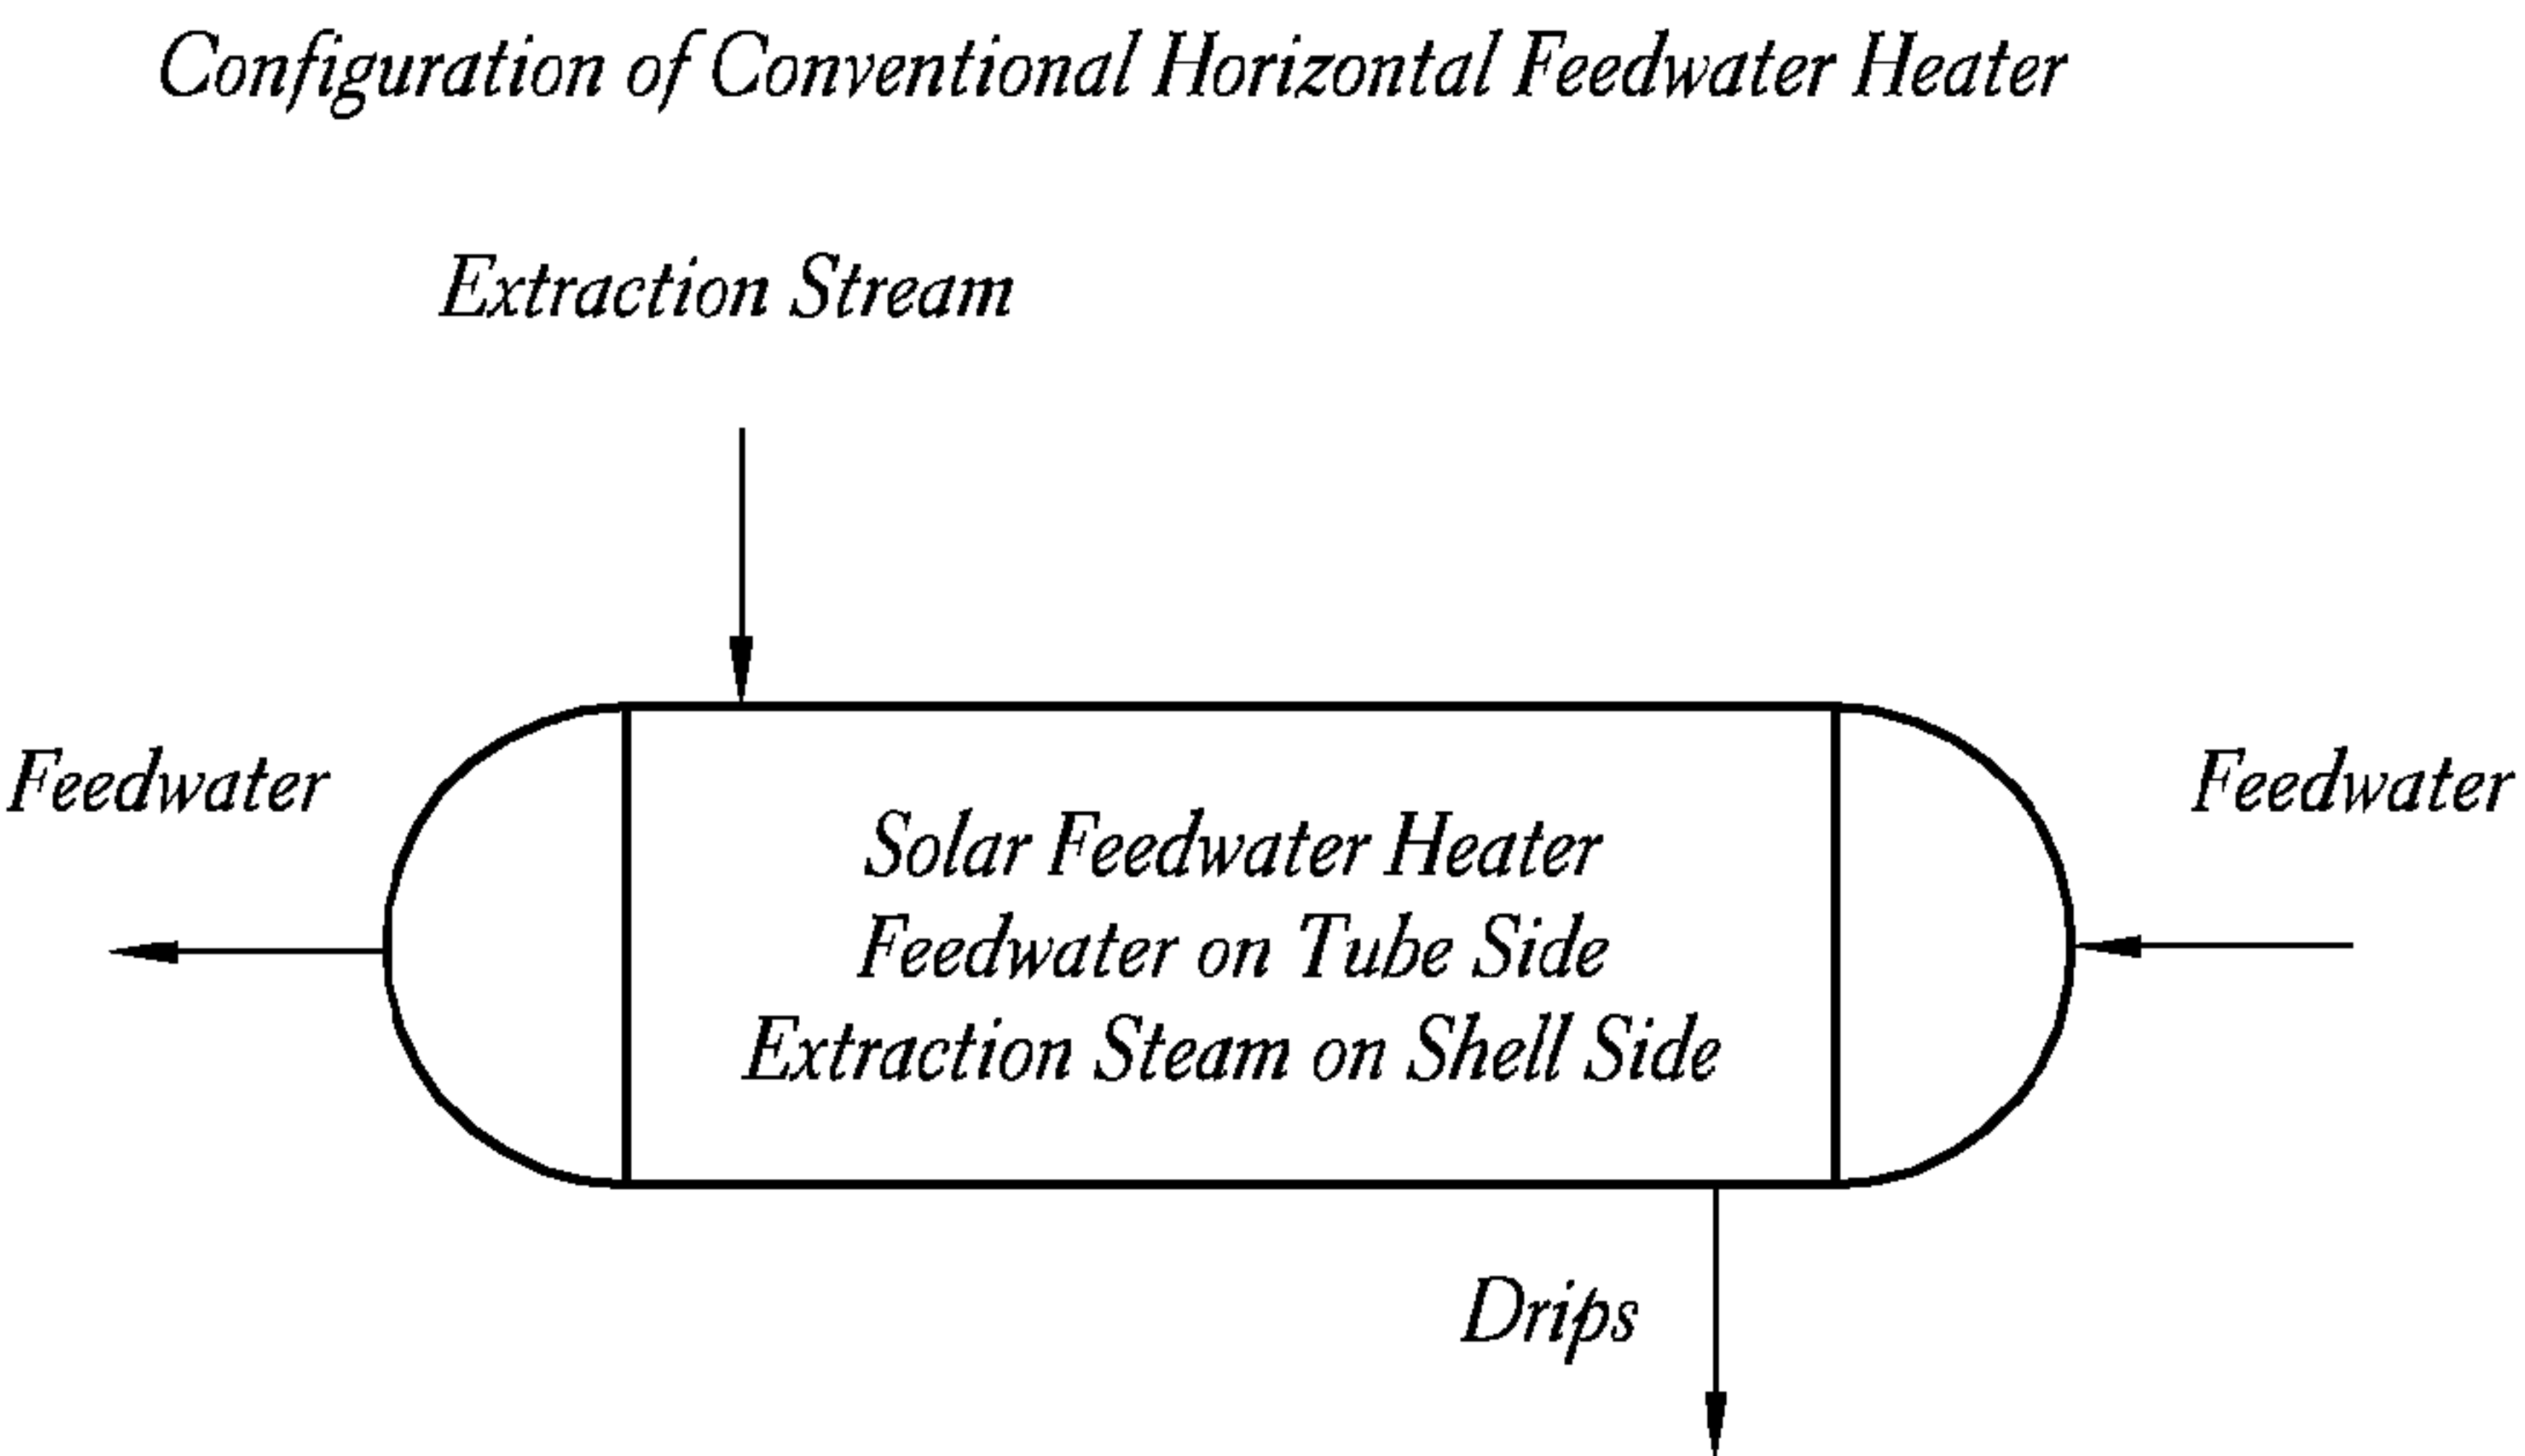 Configuration of Conventional Horizontal Feedwater Heater
Extraction Stream
Feedwater
Feedwater
Solar Feedwater Heater
Feedwater on Tube Side
Extraction Steam on Shell Side
Drips